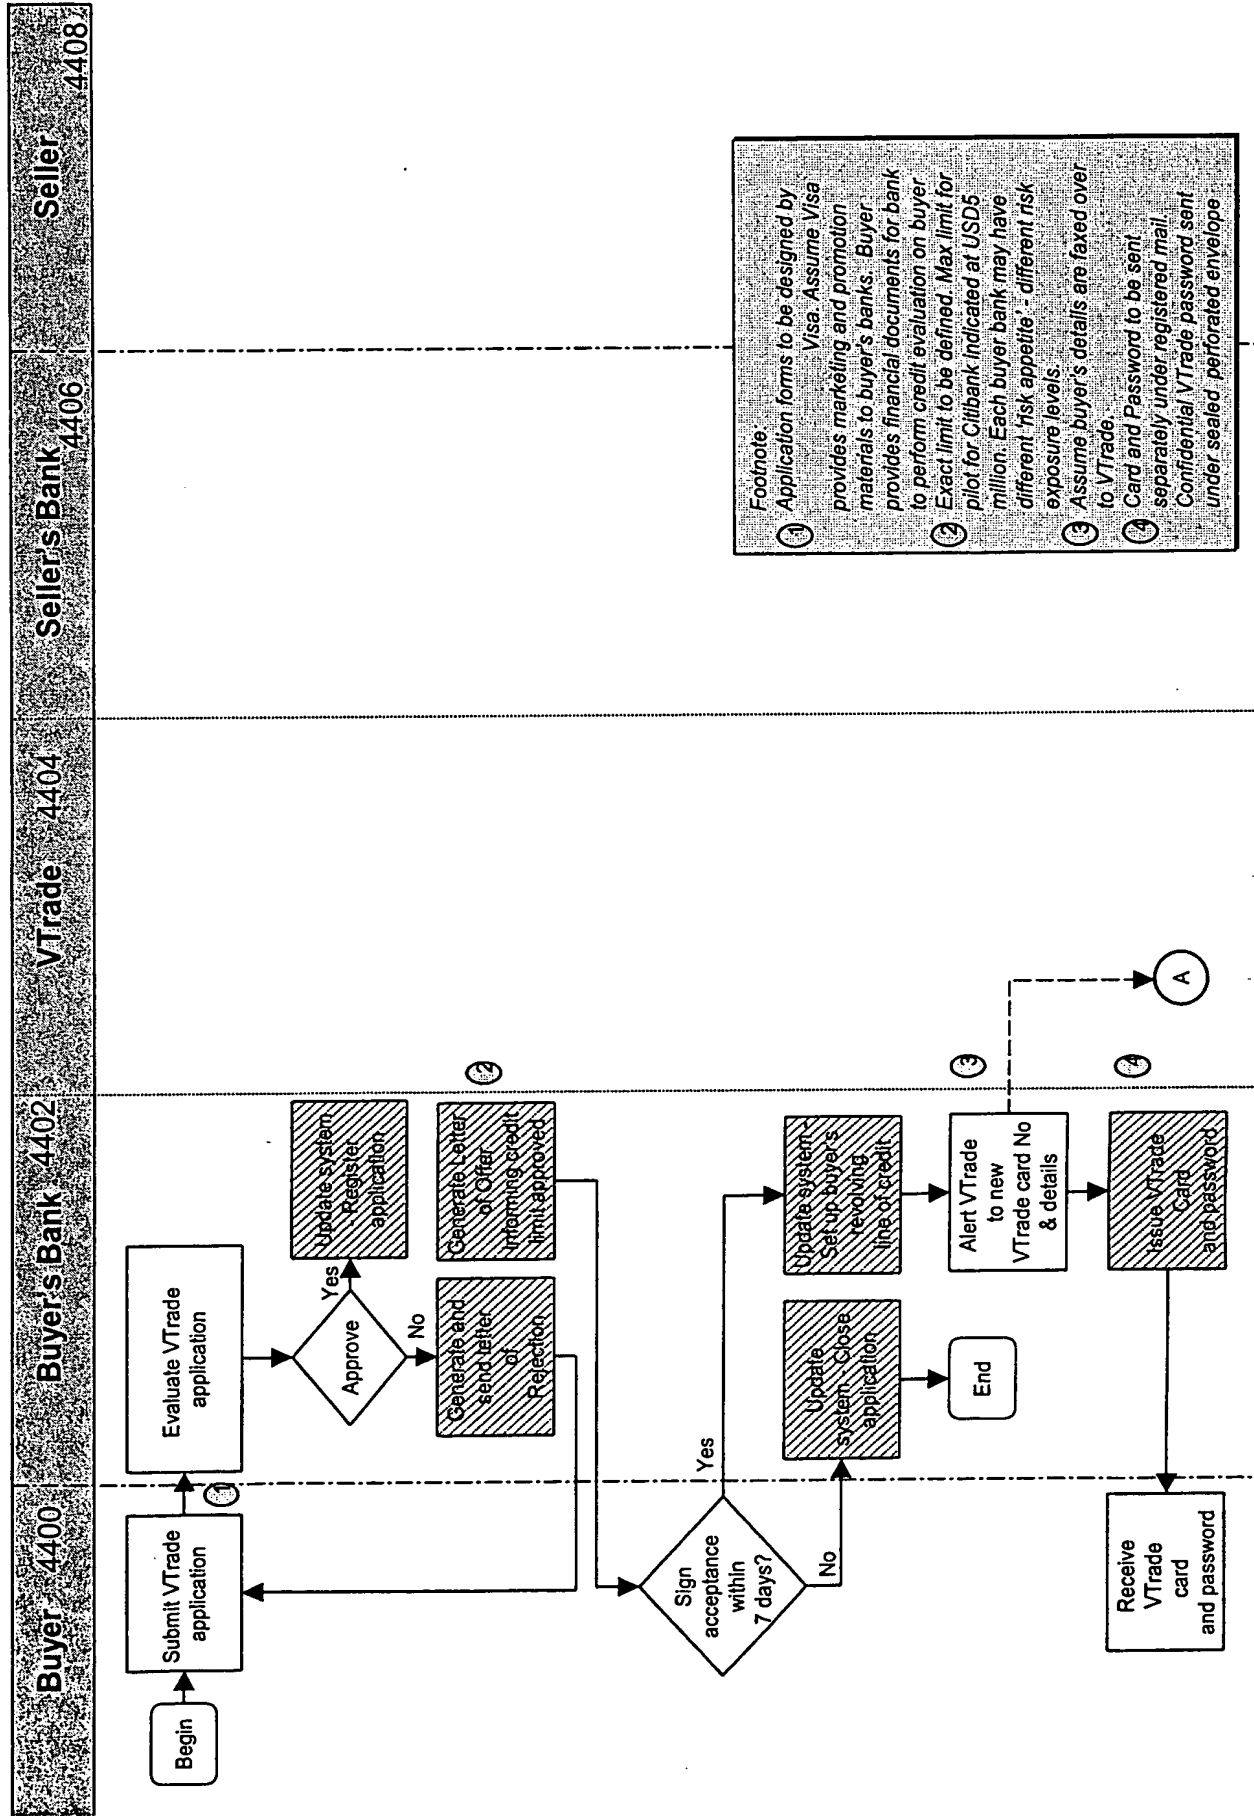 Buyer 4400
Buyer's Bank 4402
VTrade 4404
Seller's Bank 4406
Seller 4408
Begin
Submit VTrade
application
1
Evaluate VTrade
application
Approve
Yes
No
Update system
- Register
application
Generate and
send letter
of
Rejection
Generate Letter
of Offer
Informing credit
limit approved
2
Sign
acceptance
within
7 days?
Yes
No
Update
system - Close
application
End
Update system -
Set up buyer's
revolving
line of credit
Alert VTrade
to new
VTrade card No
& details
3
A
Issue VTrade
Card
and password
4
Receive
VTrade
card
and password
Footnote:
1 Application forms to be designed by
Visa. Assume Visa
provides marketing and promotion
materials to buyer's banks. Buyer
provides financial documents for bank
to perform credit evaluation on buyer
2 Exact limit to be defined. Max limit for
pilot for Citibank Indicated at USD5
million. Each buyer bank may have
different 'risk appetite' - different risk
exposure levels.
3 Assume buyer's details are faxed over
to VTrade.
4 Card and Password to be sent
separately under registered mail.
Confidential VTrade password sent
under sealed perforated envelope